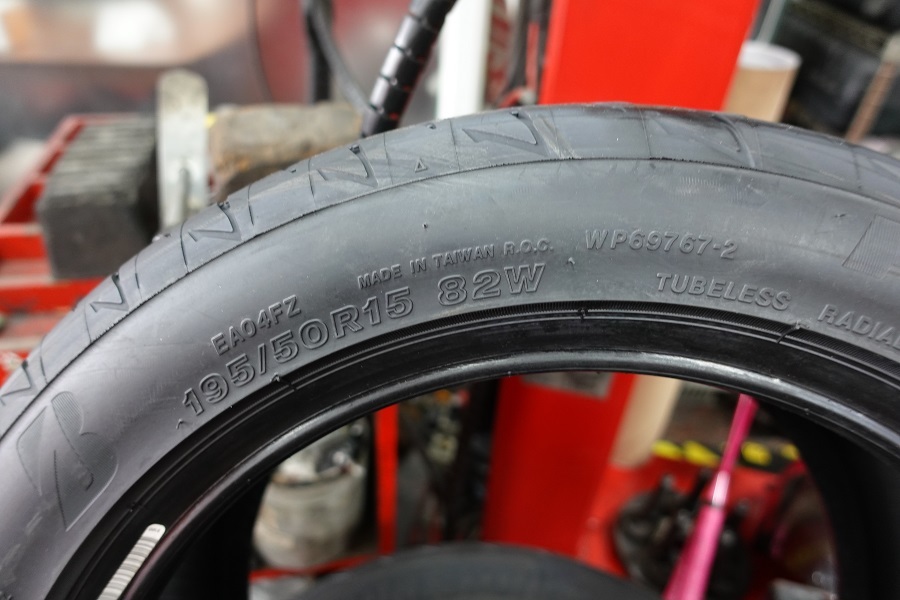 EA04FZ
MADE IN TAIWAN R.O.C.
WP69767-2
195/50R15 82W
TUBELESS
RADIAL